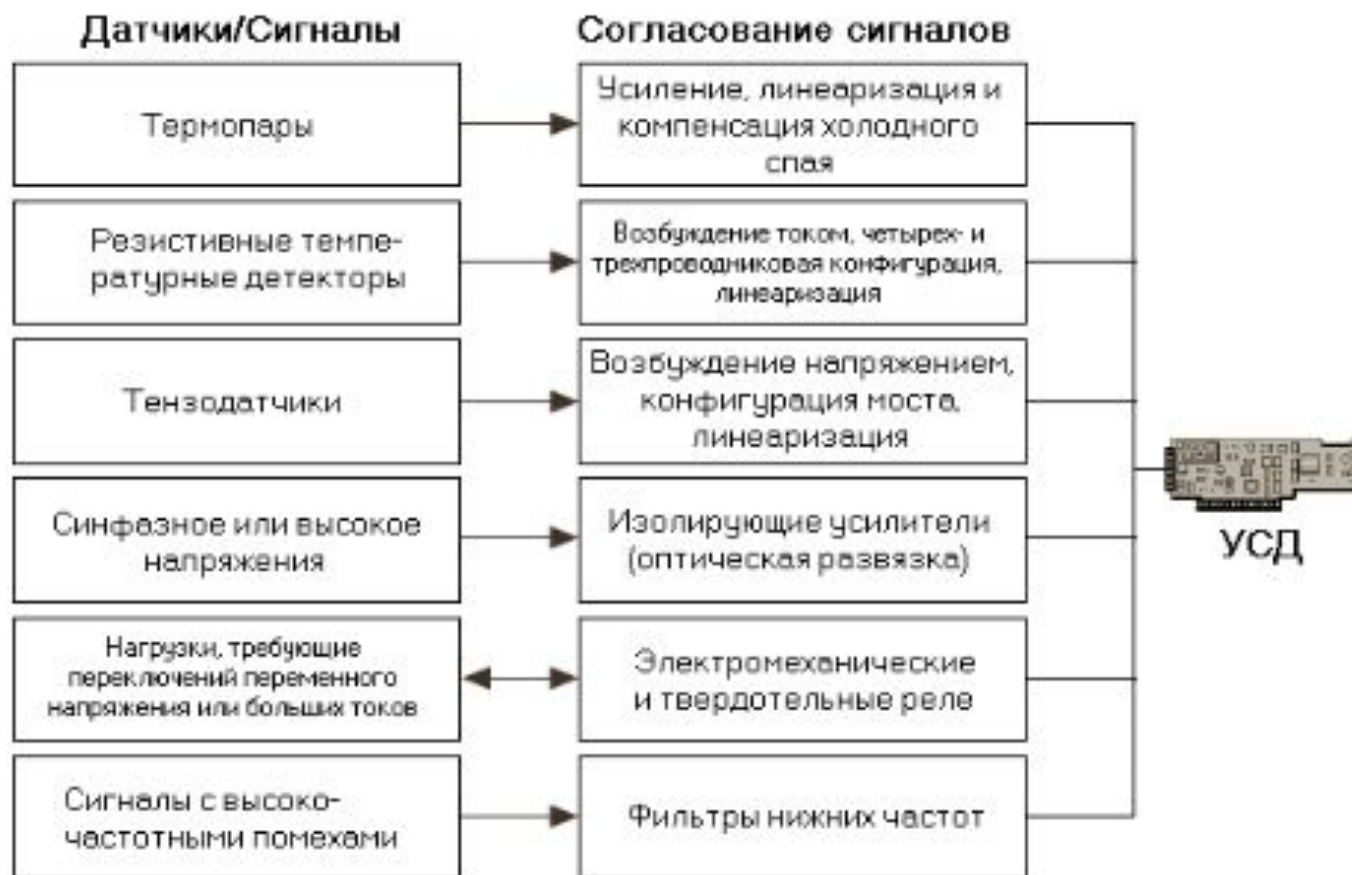 Датчики/Сигналы
Согласование сигналов
Термопары
Усиление, линеаризация и
компенсация холодного
спая
Резистивные темпе-
ратурные детекторы
Возбуждение током, четырех- и
трехпроводниковая конфигурация,
линеаризация
Тензодатчики
Возбуждение напряжением,
конфигурация моста,
линеаризация
Синфазное или высокое
напряжения
Изолирующие усилители
(оптическая развязка)
Нагрузки, требующие
переключений переменного
напряжения или больших токов
Электромеханические
и твердотельные реле
Сигналы с высоко-
частотными помехами
Фильтры нижних частот
УСД